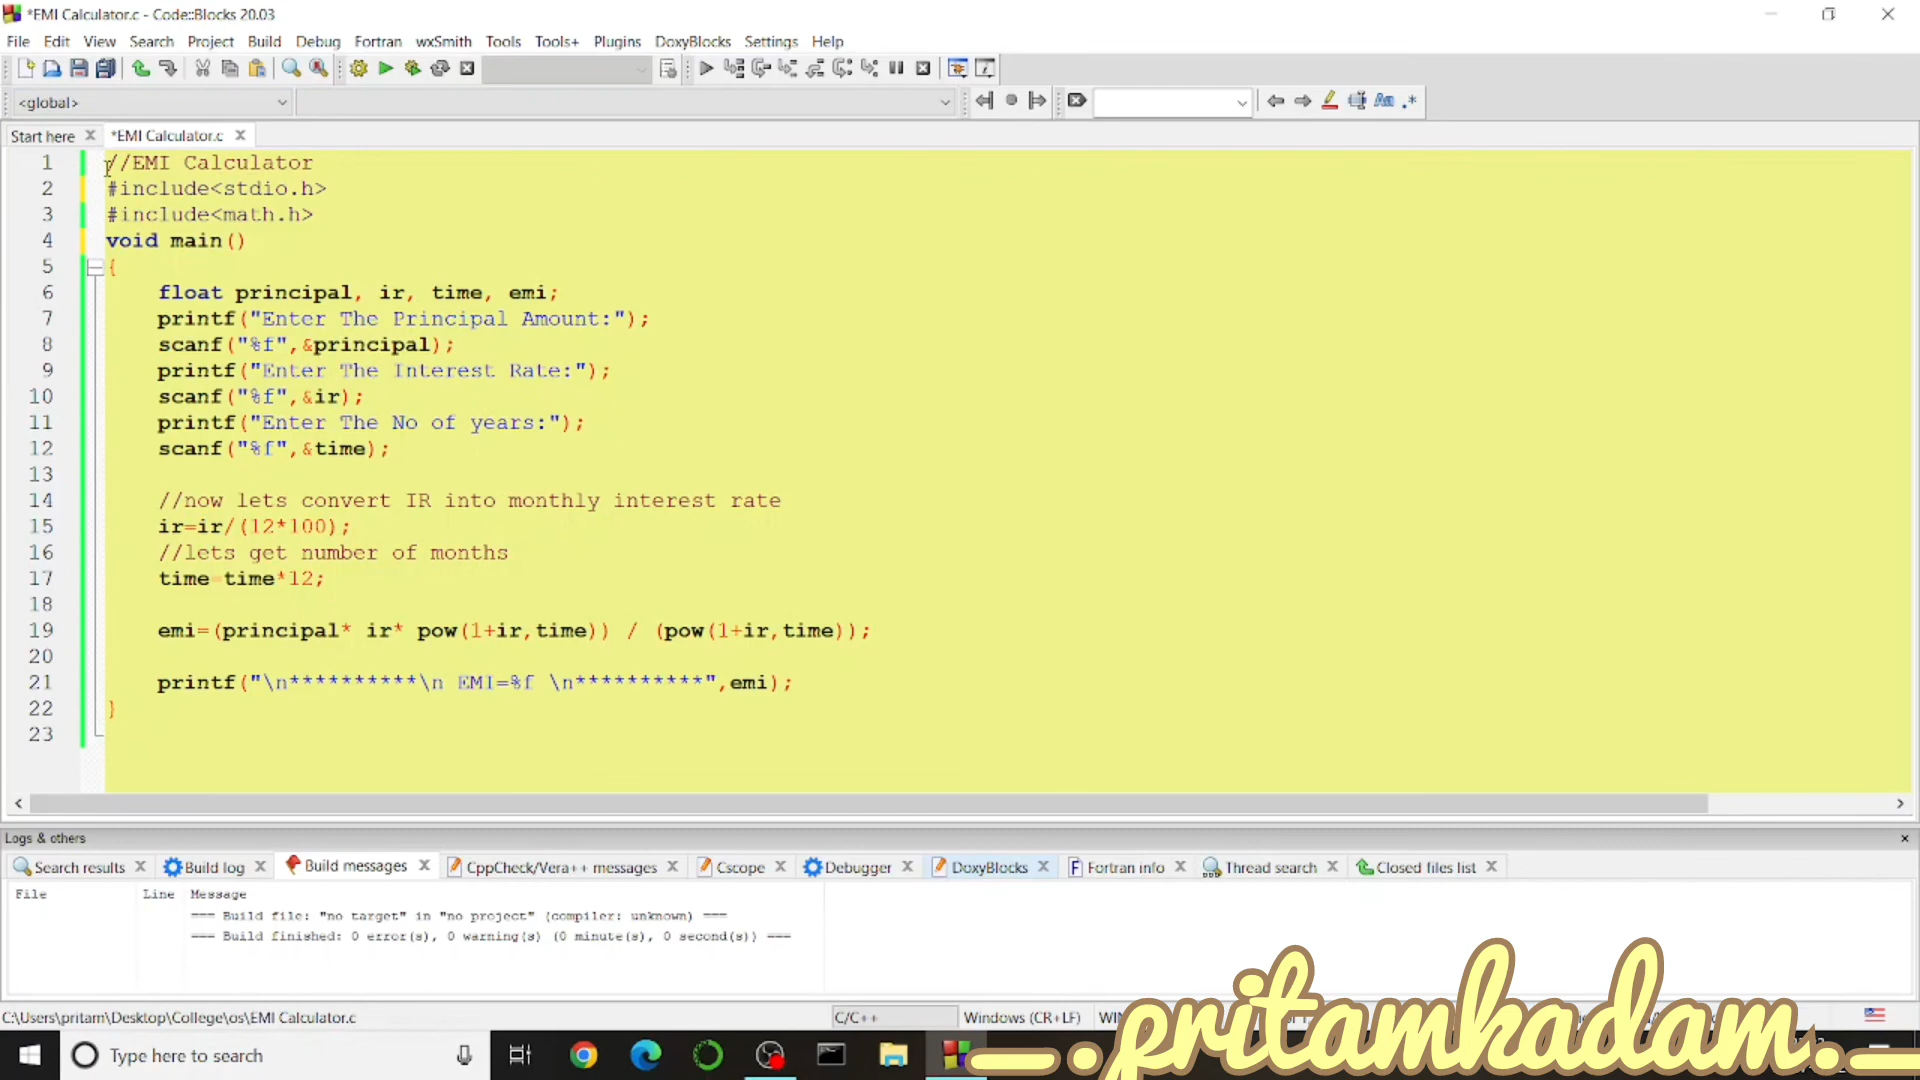 *EMI Calculator.c - Code::Blocks 20.03
File Edit View Search Project Build Debug Fortran wxSmith Tools Tools+ Plugins DoxyBlocks Settings Help
<global>
Start here *EMI Calculator.c
1 //EMI Calculator
2 #include<stdio.h>
3 #include<math.h>
4 void main()
5 {
6 float principal, ir, time, emi;
7 printf("Enter The Principal Amount:");
8 scanf("%f",&principal);
9 printf("Enter The Interest Rate:");
10 scanf("%f",&ir);
11 printf("Enter The No of years:");
12 scanf("%f",&time);
13
14 //now lets convert IR into monthly interest rate
15 ir=ir/(12*100);
16 //lets get number of months
17 time=time*12;
18
19 emi=(principal* ir* pow(1+ir,time)) / (pow(1+ir,time));
20
21 printf("\n**********\n EMI=%f \n**********",emi);
22 }
23
Logs & others
Search results Build log Build messages CppCheck/Vera++ messages Cscope Debugger DoxyBlocks Fortran info Thread search Closed files list
File Line Message
=== Build file: "no target" in "no project" (compiler: unknown) ===
=== Build finished: 0 error(s), 0 warning(s) (0 minute(s), 0 second(s)) ===
C:\Users\pritam\Desktop\College\os\EMI Calculator.c C/C++ Windows (CR+LF)
Type here to search
__.pritamkadam.__